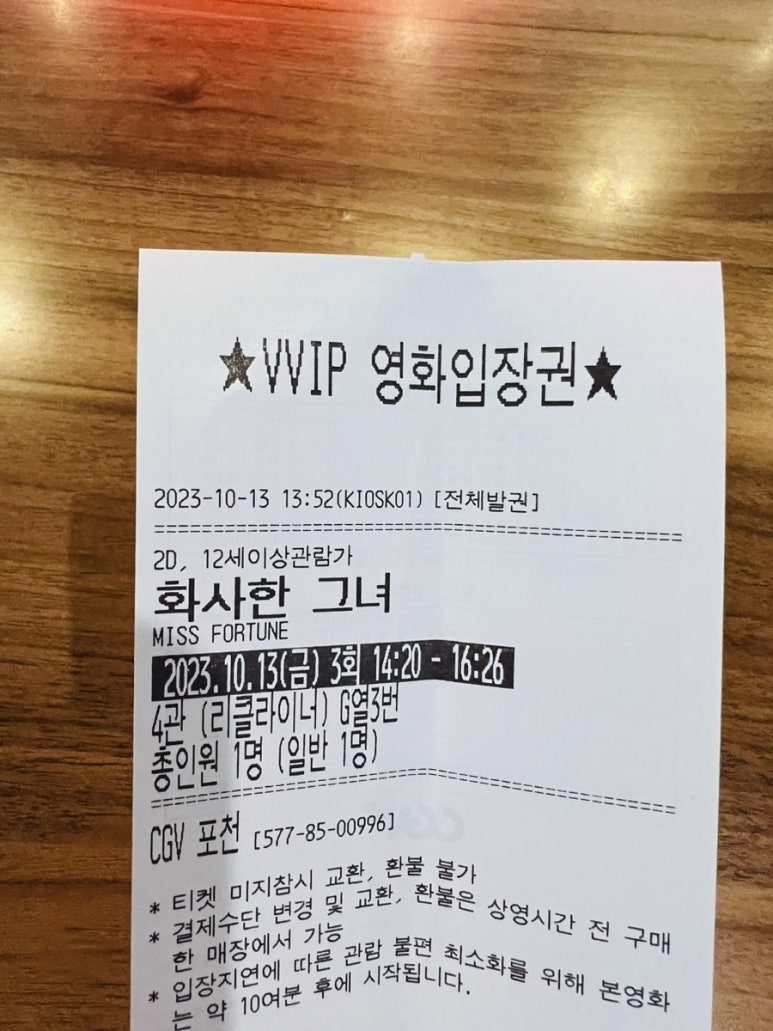 ★VVIP 영화입장권★
2023-10-13 13:52(KIOSK01) [전체발권]
================================================
2D, 12세이상관람가
화사한 그녀
MISS FORTUNE
2023.10.13(금) 3회 14:20 - 16:26
4관 (리클라이너) G열3번
총인원 1명 (일반 1명)
================================================
CGV 포천 [577-85-00996]
* 티켓 미지참시 교환, 환불 불가
* 결제수단 변경 및 교환, 환불은 상영시간 전 구매
한 매장에서 가능
* 입장지연에 따른 관람 불편 최소화를 위해 본영화
는 약 10여분 후에 시작됩니다.